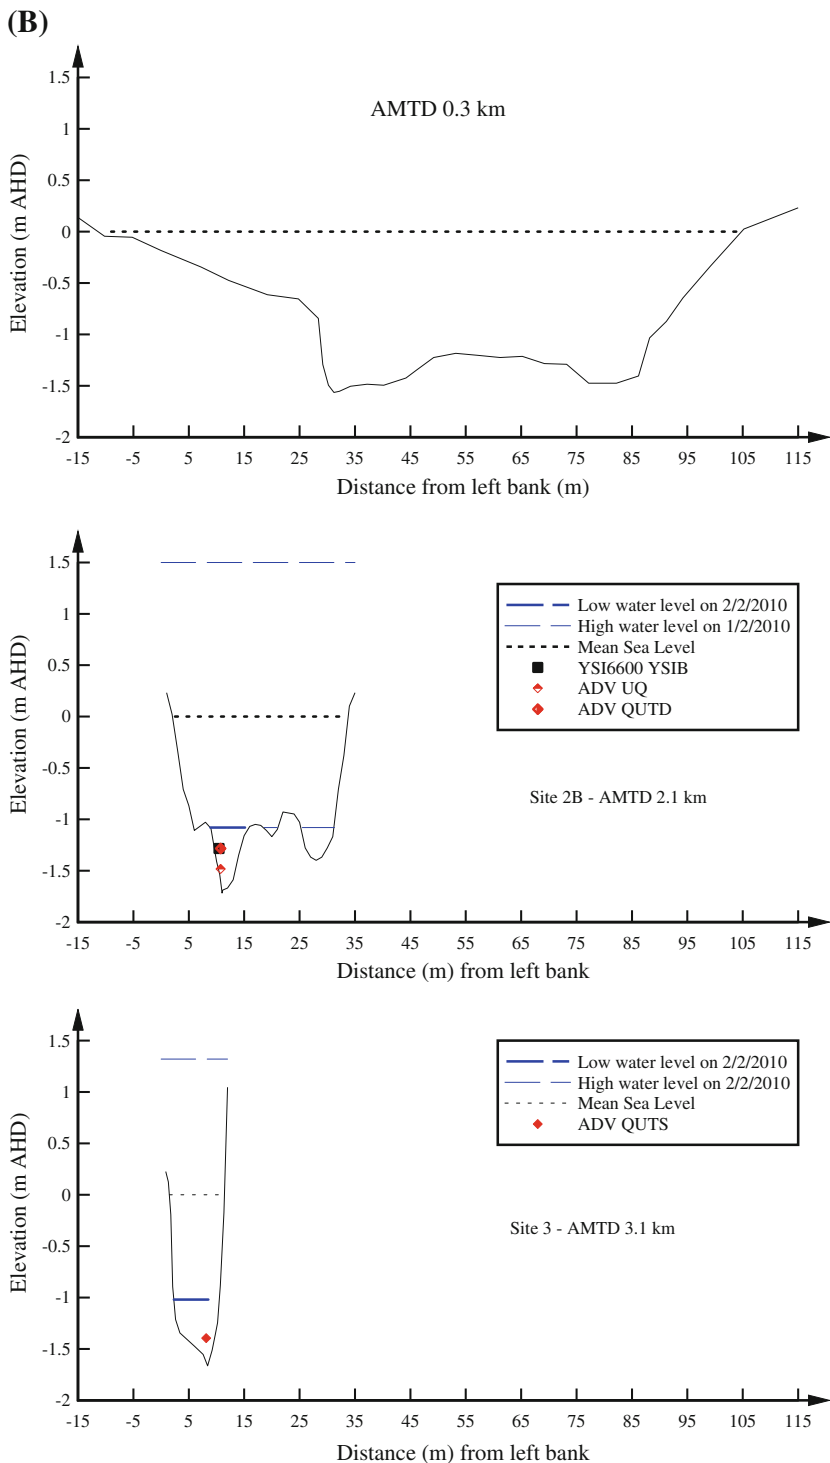 (B)
AMTD 0.3 km
Elevation (m AHD)
1.5
1
0.5
0
-0.5
-1
-1.5
-2
-15 -5 5 15 25 35 45 55 65 75 85 95 105 115
Distance from left bank (m)
Elevation (m AHD)
1.5
1
0.5
0
-0.5
-1
-1.5
-2
Low water level on 2/2/2010
High water level on 1/2/2010
Mean Sea Level
YSI6600 YSIB
ADV UQ
ADV QUTD
Site 2B - AMTD 2.1 km
-15 -5 5 15 25 35 45 55 65 75 85 95 105 115
Distance (m) from left bank
Elevation (m AHD)
1.5
1
0.5
0
-0.5
-1
-1.5
-2
Low water level on 2/2/2010
High water level on 2/2/2010
Mean Sea Level
ADV QUTS
Site 3 - AMTD 3.1 km
-15 -5 5 15 25 35 45 55 65 75 85 95 105 115
Distance (m) from left bank